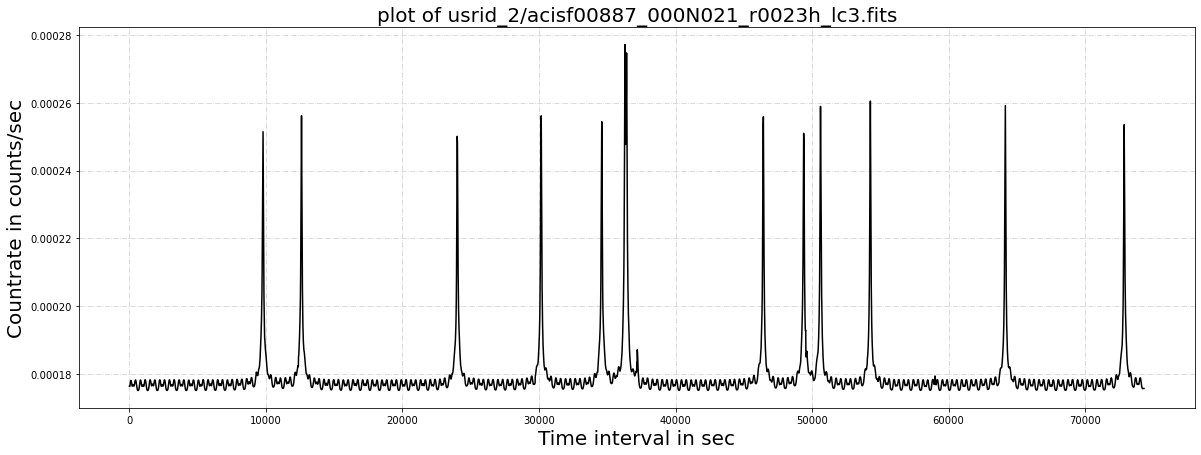 plot of usrid_2/acisf00887_000N021_r0023h_lc3.fits
Countrate in counts/sec
0.00028
0.00026
0.00024
0.00022
0.00020
0.00018
0 10000 20000 30000 40000 50000 60000 70000
Time interval in sec